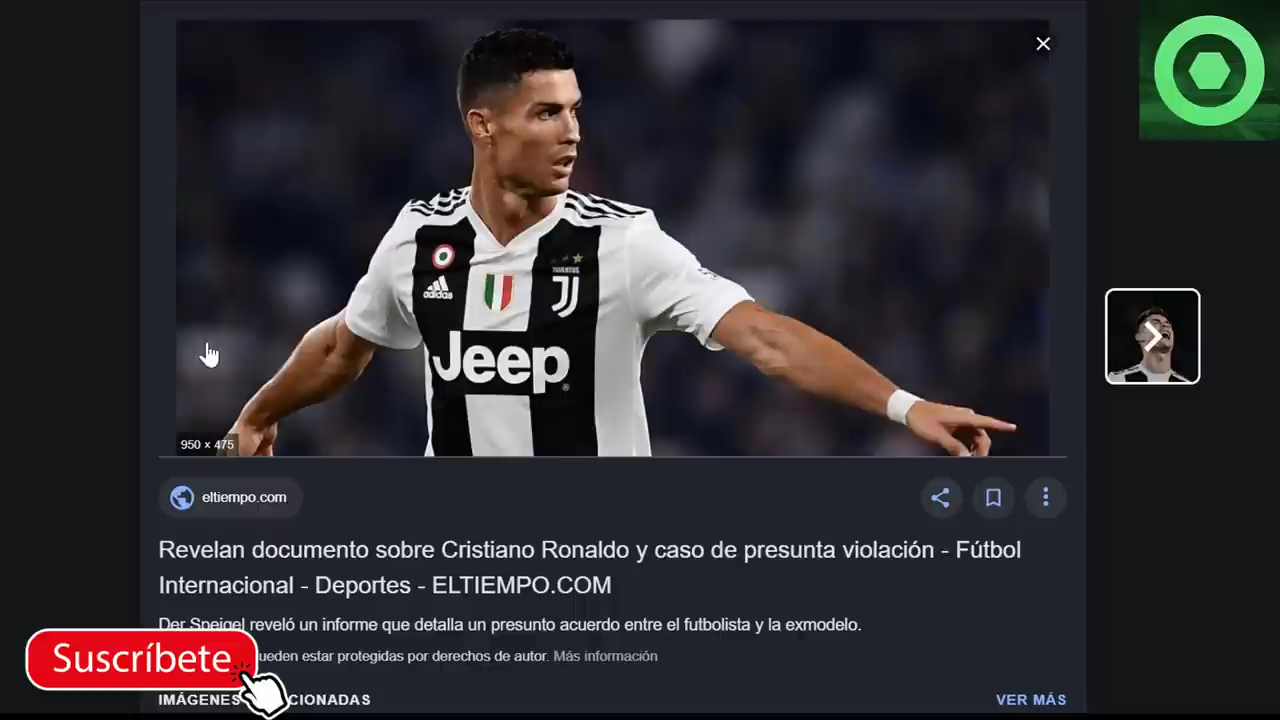 JUVENTUS
adidas
Jeep
950 x 475
eltiempo.com
Revelan documento sobre Cristiano Ronaldo y caso de presunta violación - Fútbol
Internacional - Deportes - ELTIEMPO.COM
Der Speigel reveló un informe que detalla un presunto acuerdo entre el futbolista y la exmodelo.
Suscríbete
ueden estar protegidas por derechos de autor. Más información
IMÁGENES CIONADAS
VER MÁS